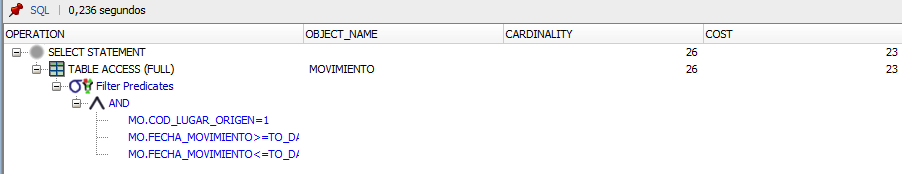 SQL | 0,236 segundos
OPERATION OBJECT_NAME CARDINALITY COST
SELECT STATEMENT 26 23
TABLE ACCESS (FULL) MOVIMIENTO 26 23
Filter Predicates
AND
MO.COD_LUGAR_ORIGEN=1
MO.FECHA_MOVIMIENTO>=TO_DA
MO.FECHA_MOVIMIENTO<=TO_DA